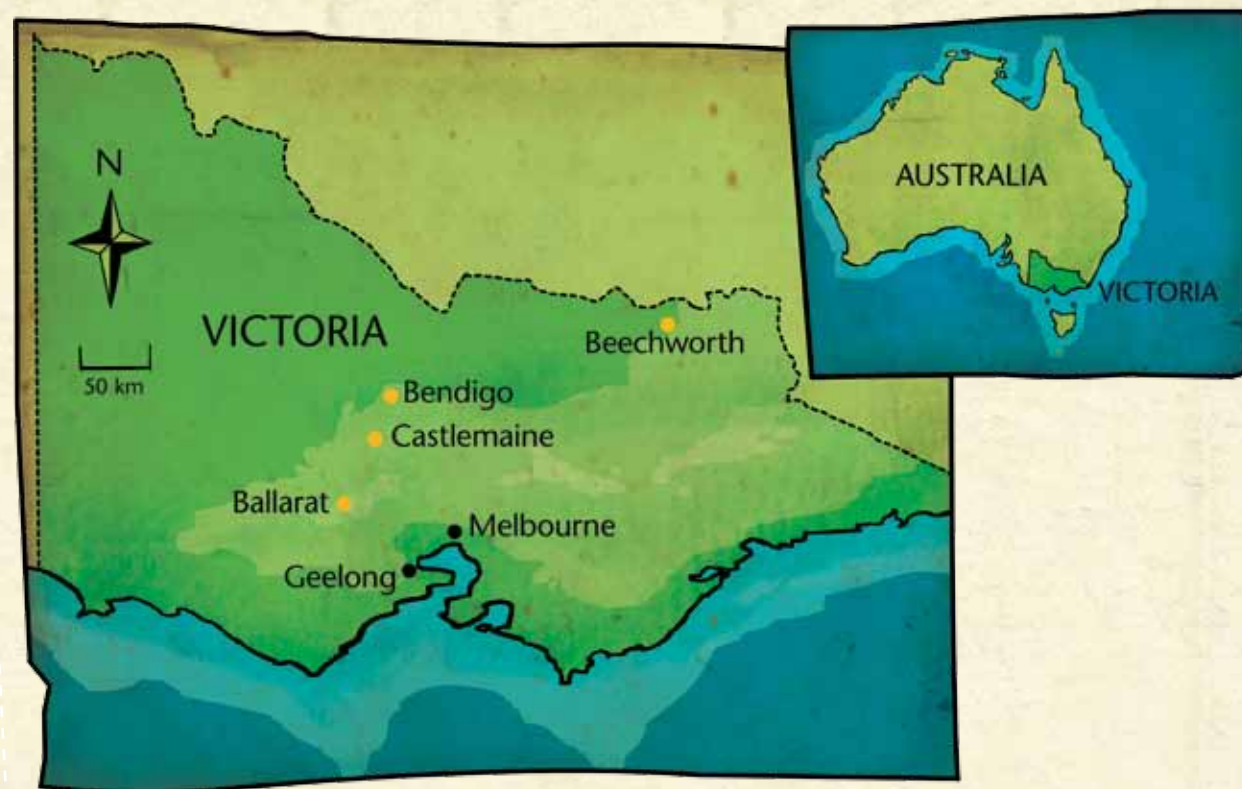 N
VICTORIA
50 km
Beechworth
Bendigo
Castlemaine
Ballarat
Melbourne
Geelong
AUSTRALIA
VICTORIA